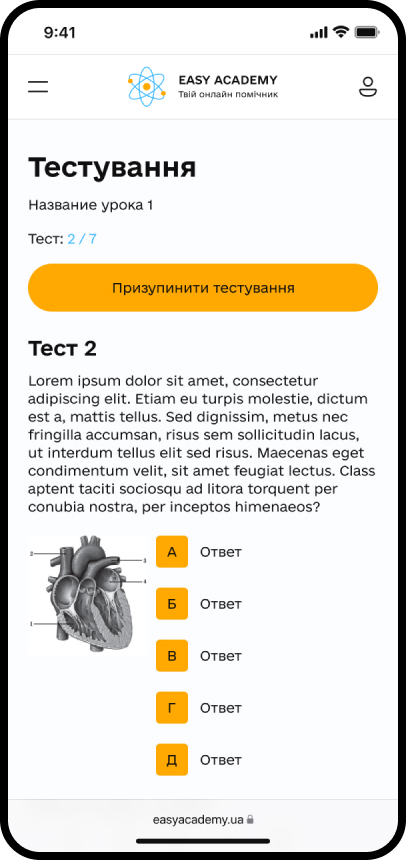 9:41
EASY ACADEMY
Твій онлайн помічник
Тестування
Название урока 1
Тест: 2 / 7
Призупинити тестування
Тест 2
Lorem ipsum dolor sit amet, consectetur
adipiscing elit. Etiam eu turpis molestie, dictum
est a, mattis tellus. Sed dignissim, metus nec
fringilla accumsan, risus sem sollicitudin lacus,
ut interdum tellus elit sed risus. Maecenas eget
condimentum velit, sit amet feugiat lectus. Class
aptent taciti sociosqu ad litora torquent per
conubia nostra, per inceptos himenaeos?
2
3
4
1
А Ответ
Б Ответ
В Ответ
Г Ответ
Д Ответ
easyacademy.ua